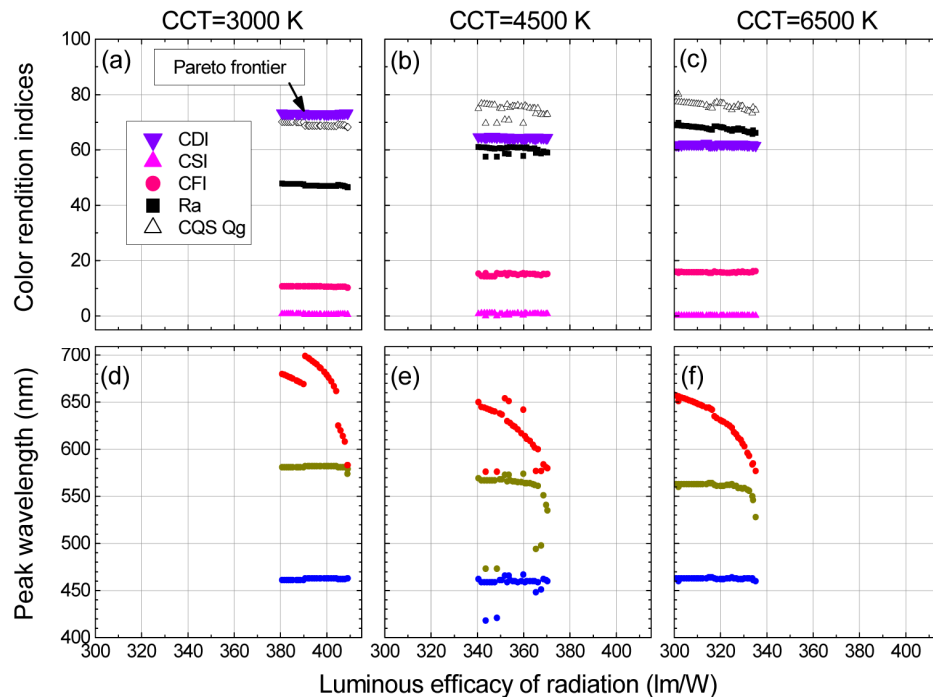 CCT=3000 K CCT=4500 K CCT=6500 K
100
80
60
40
20
0
Color rendition indices
(a) (b) (c)
Pareto frontier
CDI
CSI
CFI
Ra
CQS Qg
700
650
600
550
500
450
400
Peak wavelength (nm)
(d) (e) (f)
300 320 340 360 380 400 300 320 340 360 380 400 300 320 340 360 380 400
Luminous efficacy of radiation (lm/W)